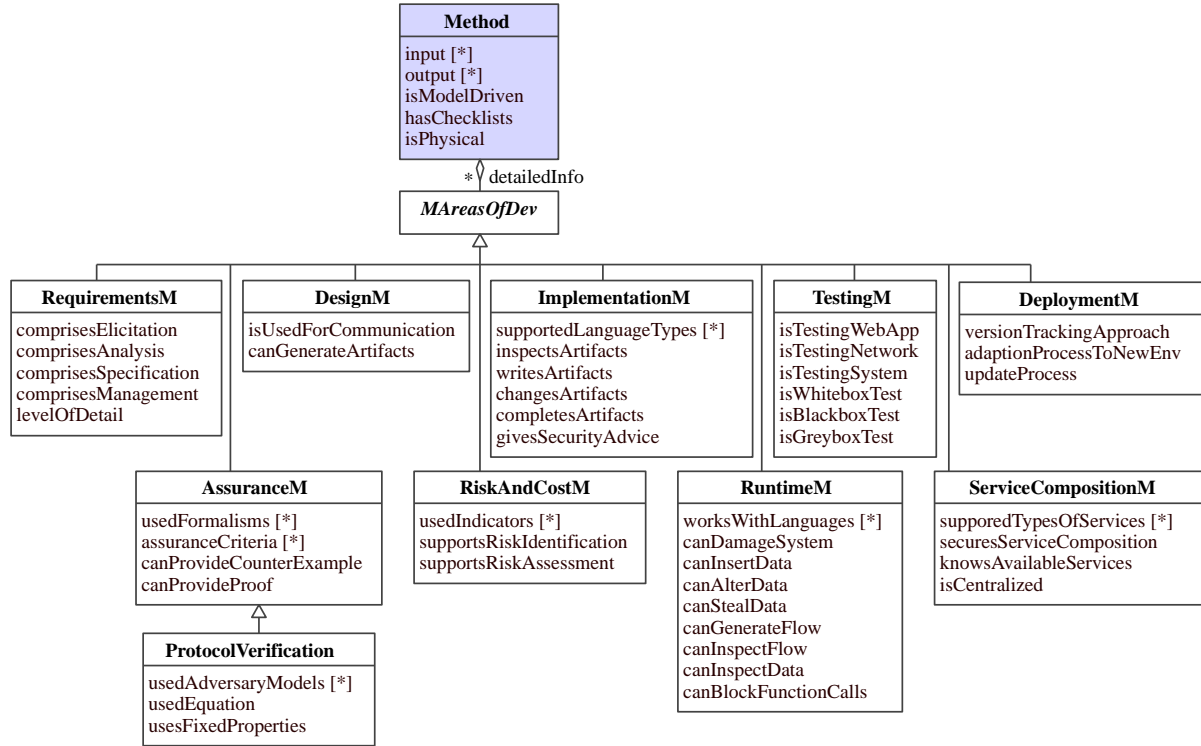 Method
input [*]
output [*]
isModelDriven
hasChecklists
isPhysical
* detailedInfo
MAreasOfDev
RequirementsM
comprisesElicitation
comprisesAnalysis
comprisesSpecification
comprisesManagement
levelOfDetail
DesignM
isUsedForCommunication
canGenerateArtifacts
ImplementationM
supportedLanguageTypes [*]
inspectsArtifacts
writesArtifacts
changesArtifacts
completesArtifacts
givesSecurityAdvice
TestingM
isTestingWebApp
isTestingNetwork
isTestingSystem
isWhiteboxTest
isBlackboxTest
isGreyboxTest
DeploymentM
versionTrackingApproach
adaptionProcessToNewEnv
updateProcess
AssuranceM
usedFormalisms [*]
assuranceCriteria [*]
canProvideCounterExample
canProvideProof
RiskAndCostM
usedIndicators [*]
supportsRiskIdentification
supportsRiskAssessment
RuntimeM
worksWithLanguages [*]
canDamageSystem
canInsertData
canAlterData
canStealData
canGenerateFlow
canInspectFlow
canInspectData
canBlockFunctionCalls
ServiceCompositionM
supporedTypesOfServices [*]
securesServiceComposition
knowsAvailableServices
isCentralized
ProtocolVerification
usedAdversaryModels [*]
usedEquation
usesFixedProperties